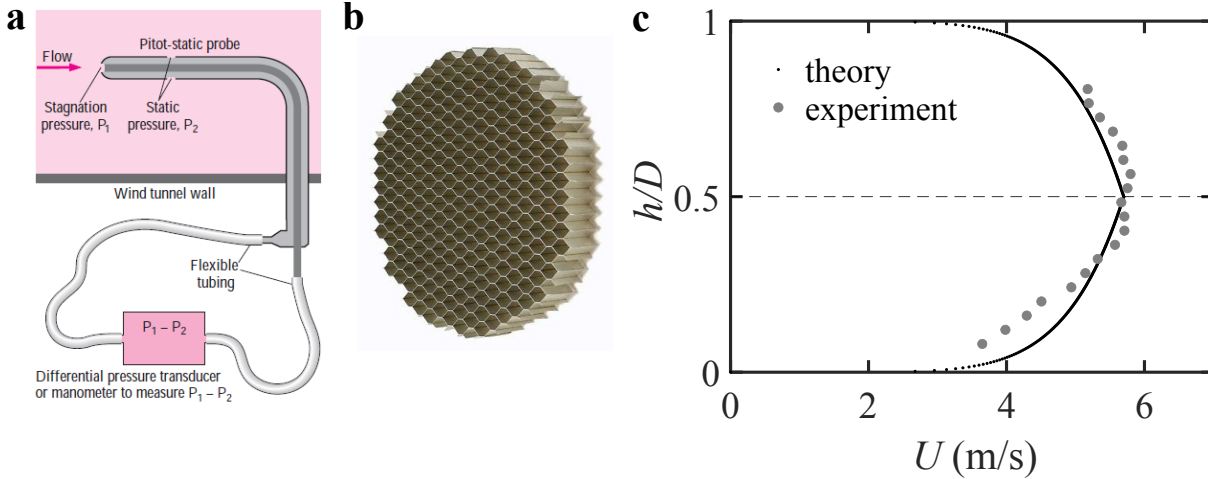 a
Flow
Pitot-static probe
Stagnation
pressure, P1
Static
pressure, P2
Wind tunnel wall
Flexible
tubing
P1 – P2
Differential pressure transducer
or manometer to measure P1 – P2
b
c
1
theory
experiment
h/D
0.5
0
0
2
4
6
U (m/s)